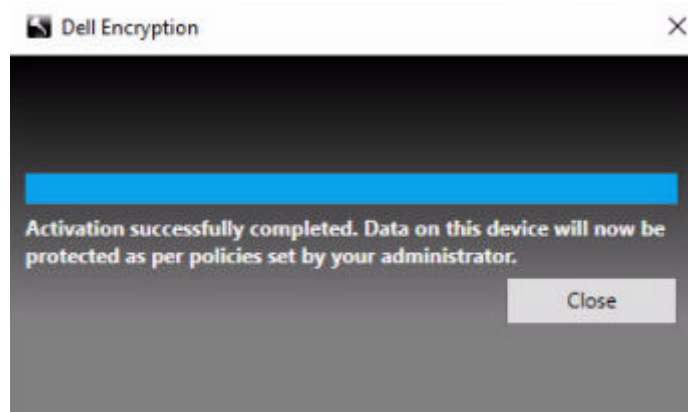 Dell Encryption
Activation successfully completed. Data on this device will now be
protected as per policies set by your administrator.
Close